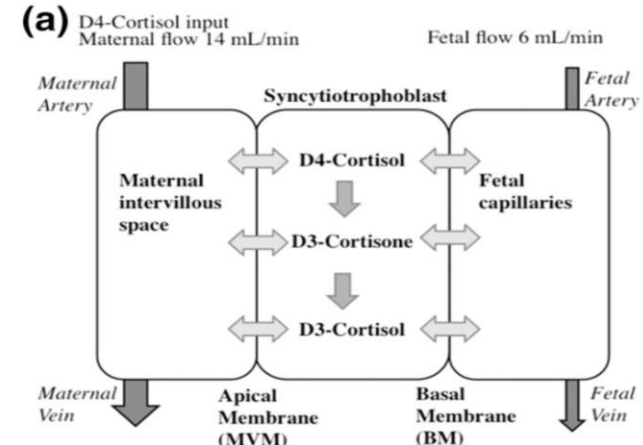 (a)
D4-Cortisol input
Maternal flow 14 mL/min
Fetal flow 6 mL/min
Maternal
Artery
Fetal
Artery
Syncytiotrophoblast
Maternal
intervillous
space
D4-Cortisol
Fetal
capillaries
D3-Cortisone
D3-Cortisol
Maternal
Vein
Apical
Membrane
(MVM)
Basal
Membrane
(BM)
Fetal
Vein